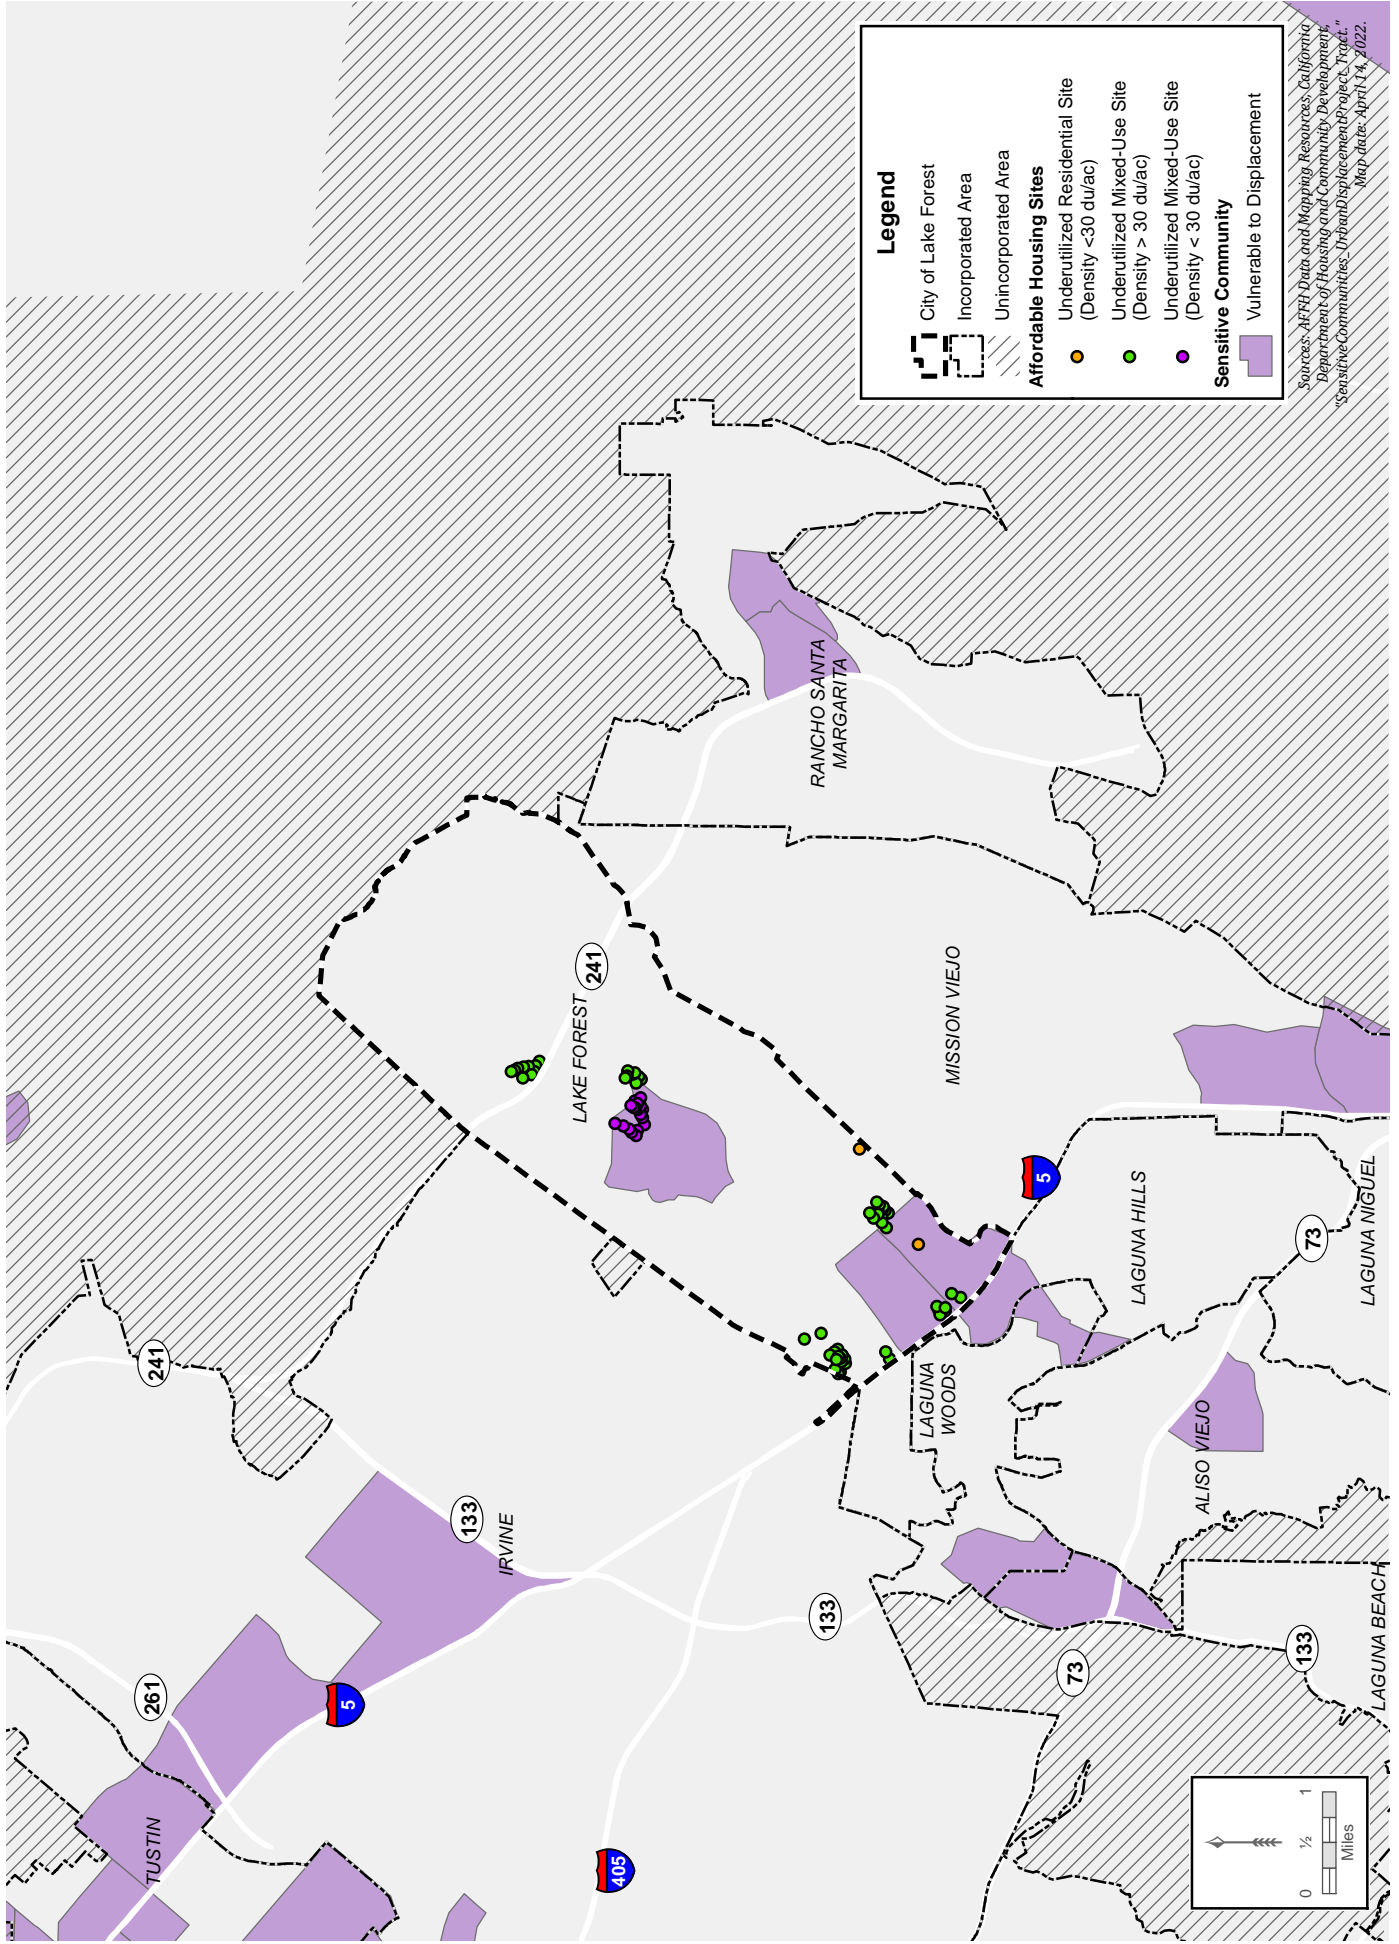 Legend
City of Lake Forest
Incorporated Area
Unincorporated Area
Affordable Housing Sites
Underutilized Residential Site
(Density <30 du/ac)
Underutilized Mixed-Use Site
(Density > 30 du/ac)
Underutilized Mixed-Use Site
(Density < 30 du/ac)
Sensitive Community
Vulnerable to Displacement
Sources: AFFH Data and Mapping Resources, California
Department of Housing and Community Development,
"SensitiveCommunities_UrbanDisplacementProject_Tract."
Map date: April 14, 2022.
TUSTIN
261
5
241
133
IRVINE
405
LAKE FOREST
241
RANCHO SANTA
MARGARITA
133
LAGUNA
WOODS
MISSION VIEJO
5
73
LAGUNA HILLS
ALISO VIEJO
73
133
LAGUNA BEACH
LAGUNA NIGUEL
0
½
1
Miles